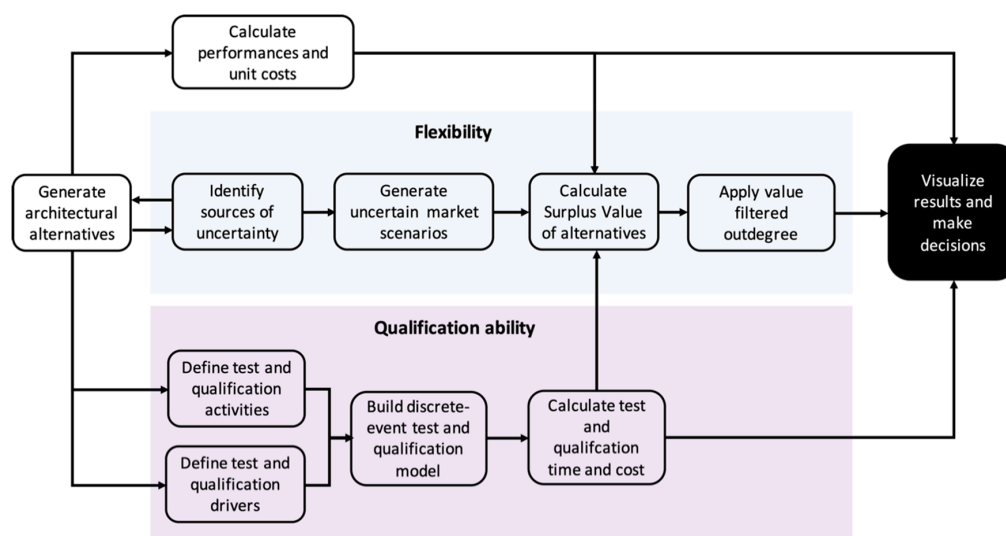 Calculate
performances and
unit costs
Flexibility
Generate
architectural
alternatives
Identify
sources of
uncertainty
Generate
uncertain market
scenarios
Calculate
Surplus Value
of alternatives
Apply value
filtered
outdegree
Visualize
results and
make
decisions
Qualification ability
Define test and
qualification
activities
Define test and
qualification
drivers
Build discrete-
event test and
qualification
model
Calculate test
and
qualifcation
time and cost